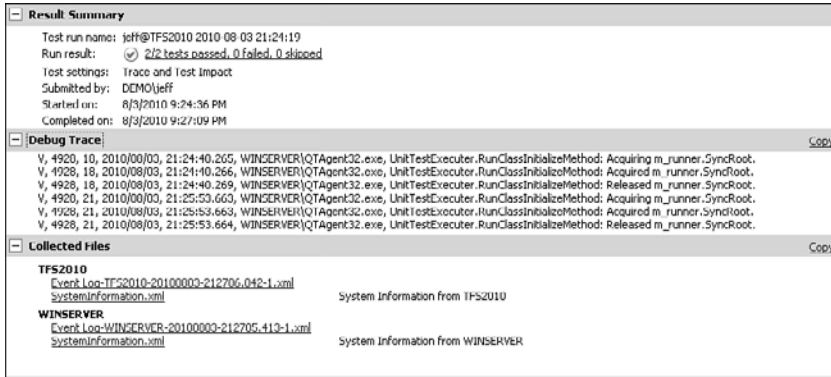 Result Summary
Test run name: jeff@TFS2010 2010-08-03 21:24:19
Run result: 2/2 tests passed, 0 failed, 0 skipped
Test settings: Trace and Test Impact
Submitted by: DEMO\jeff
Started on: 8/3/2010 9:24:36 PM
Completed on: 8/3/2010 9:27:09 PM
Debug Trace Copy
V, 4928, 18, 2010/08/03, 21:24:40.265, WINSERVER\QTAgent32.exe, UnitTestExecuter.RunClassInitializeMethod: Acquiring m_runner.SyncRoot.
V, 4928, 18, 2010/08/03, 21:24:40.266, WINSERVER\QTAgent32.exe, UnitTestExecuter.RunClassInitializeMethod: Acquired m_runner.SyncRoot.
V, 4928, 18, 2010/08/03, 21:24:40.269, WINSERVER\QTAgent32.exe, UnitTestExecuter.RunClassInitializeMethod: Released m_runner.SyncRoot.
V, 4928, 21, 2010/08/03, 21:25:53.663, WINSERVER\QTAgent32.exe, UnitTestExecuter.RunClassInitializeMethod: Acquiring m_runner.SyncRoot.
V, 4928, 21, 2010/08/03, 21:25:53.663, WINSERVER\QTAgent32.exe, UnitTestExecuter.RunClassInitializeMethod: Acquired m_runner.SyncRoot.
V, 4928, 21, 2010/08/03, 21:25:53.664, WINSERVER\QTAgent32.exe, UnitTestExecuter.RunClassInitializeMethod: Released m_runner.SyncRoot.
Collected Files Copy
TFS2010
Event Log-TFS2010-20100803-212706.042-1.xml
SystemInformation.xml System Information from TFS2010
WINSERVER
Event Log-WINSERVER-20100803-212705.413-1.xml
SystemInformation.xml System Information from WINSERVER